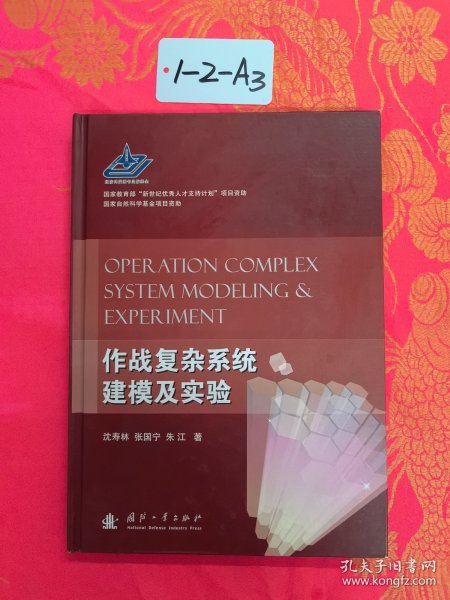 1-2-A3
国家教育部“新世纪优秀人才支持计划”项目资助
国家自然科学基金项目资助
OPERATION COMPLEX
SYSTEM MODELING &
EXPERIMENT
作战复杂系统
建模及实验
沈寿林 张国宁 朱江 著
国防工业出版社
National Defense Industry Press
孔夫子旧书网
www.kongfz.com